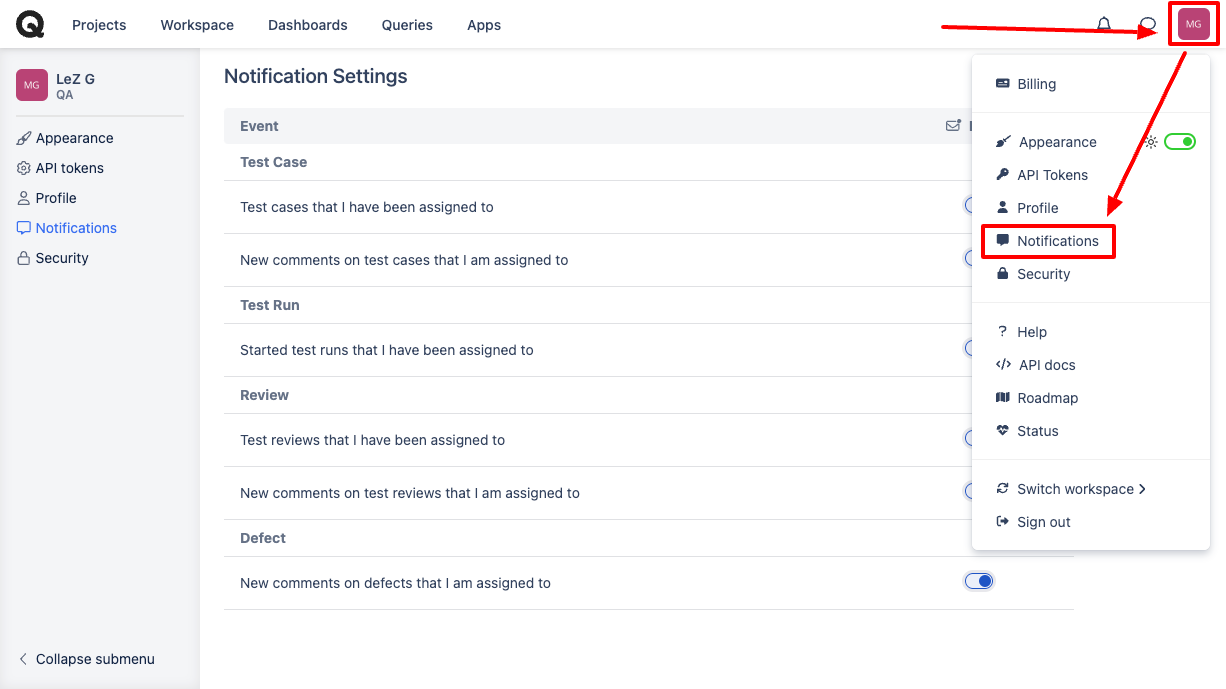 Projects Workspace Dashboards Queries Apps MG
MG LeZ G
QA
Appearance
API tokens
Profile
Notifications
Security
Collapse submenu
Notification Settings
Event
Test Case
Test cases that I have been assigned to
New comments on test cases that I am assigned to
Test Run
Started test runs that I have been assigned to
Review
Test reviews that I have been assigned to
New comments on test reviews that I am assigned to
Defect
New comments on defects that I am assigned to
Billing
Appearance
API Tokens
Profile
Notifications
Security
Help
API docs
Roadmap
Status
Switch workspace
Sign out